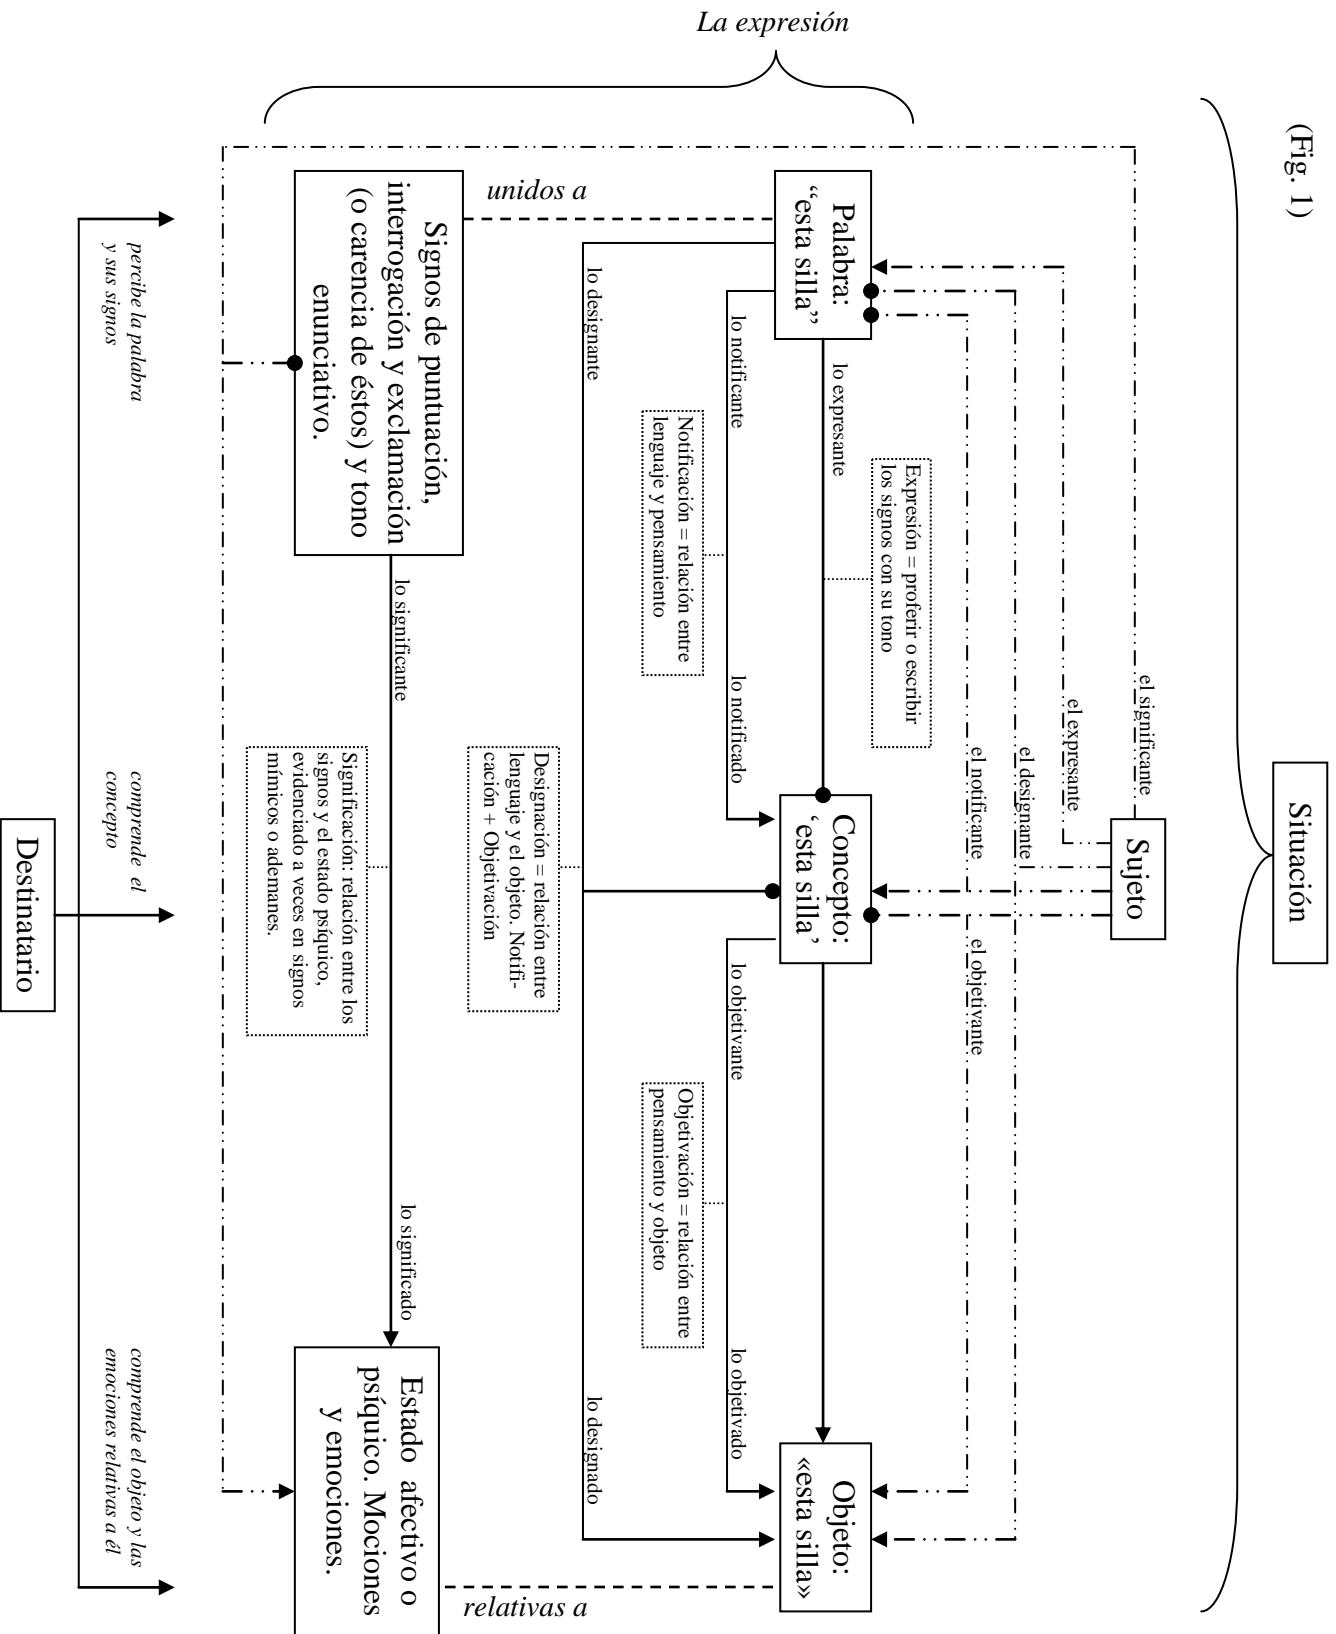 (Fig. 1)
Situación
Sujeto
el significante
el expresante
el designante
el notificante
el objetivante
La expresión
Palabra:
“esta silla”
Concepto:
‘esta silla’
Objeto:
«esta silla»
Expresión = proferir o escribir
los signos con su tono
lo expresante
lo notificante
lo notificado
lo objetivante
lo objetivado
Notificación = relación entre
lenguaje y pensamiento
Objetivación = relación entre
pensamiento y objeto
lo designante
lo designado
Designación = relación entre
lenguaje y el objeto. Notifi-
cación + Objetivación
unidos a
relativas a
Signos de puntuación,
interrogación y exclamación
(o carencia de éstos) y tono
enunciativo.
lo significante
lo significado
Significación: relación entre los
signos y el estado psíquico,
evidenciado a veces en signos
mímicos o ademanes.
Estado afectivo o
psíquico. Mociones
y emociones.
percibe la palabra
y sus signos
comprende el
concepto
comprende el objeto y las
emociones relativas a él
Destinatario